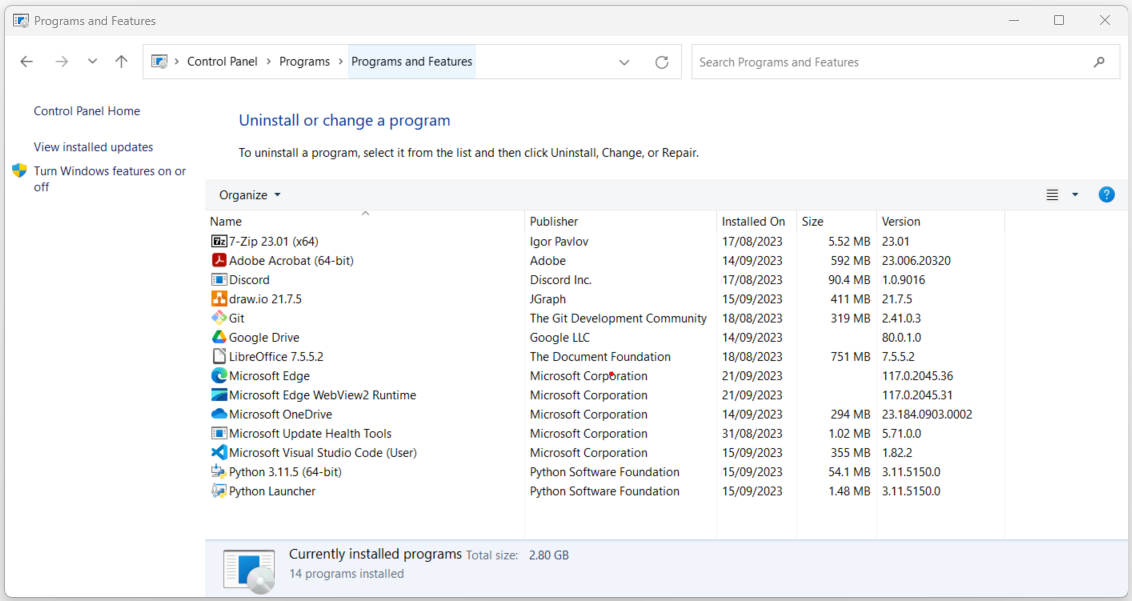 Programs and Features
Control Panel > Programs > Programs and Features
Search Programs and Features
Control Panel Home
View installed updates
Turn Windows features on or
off
Uninstall or change a program
To uninstall a program, select it from the list and then click Uninstall, Change, or Repair.
Organize
Name Publisher Installed On Size Version
7-Zip 23.01 (x64) Igor Pavlov 17/08/2023 5.52 MB 23.01
Adobe Acrobat (64-bit) Adobe 14/09/2023 592 MB 23.006.20320
Discord Discord Inc. 17/08/2023 90.4 MB 1.0.9016
draw.io 21.7.5 JGraph 15/09/2023 411 MB 21.7.5
Git The Git Development Community 18/08/2023 319 MB 2.41.0.3
Google Drive Google LLC 14/09/2023 80.0.1.0
LibreOffice 7.5.5.2 The Document Foundation 18/08/2023 751 MB 7.5.5.2
Microsoft Edge Microsoft Corporation 21/09/2023 117.0.2045.36
Microsoft Edge WebView2 Runtime Microsoft Corporation 21/09/2023 117.0.2045.31
Microsoft OneDrive Microsoft Corporation 14/09/2023 294 MB 23.184.0903.0002
Microsoft Update Health Tools Microsoft Corporation 31/08/2023 1.02 MB 5.71.0.0
Microsoft Visual Studio Code (User) Microsoft Corporation 15/09/2023 355 MB 1.82.2
Python 3.11.5 (64-bit) Python Software Foundation 15/09/2023 54.1 MB 3.11.5150.0
Python Launcher Python Software Foundation 15/09/2023 1.48 MB 3.11.5150.0
Currently installed programs Total size: 2.80 GB
14 programs installed